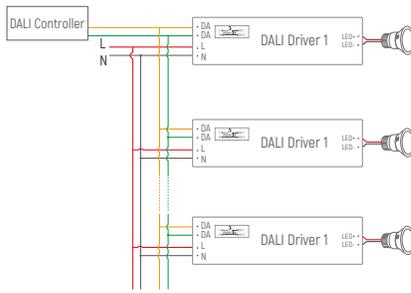 DALI Controller
L
N
DA
DA
L
N
DALI Driver 1
LED+
LED-
DA
DA
L
N
DALI Driver 1
LED+
LED-
DA
DA
L
N
DALI Driver 1
LED+
LED-